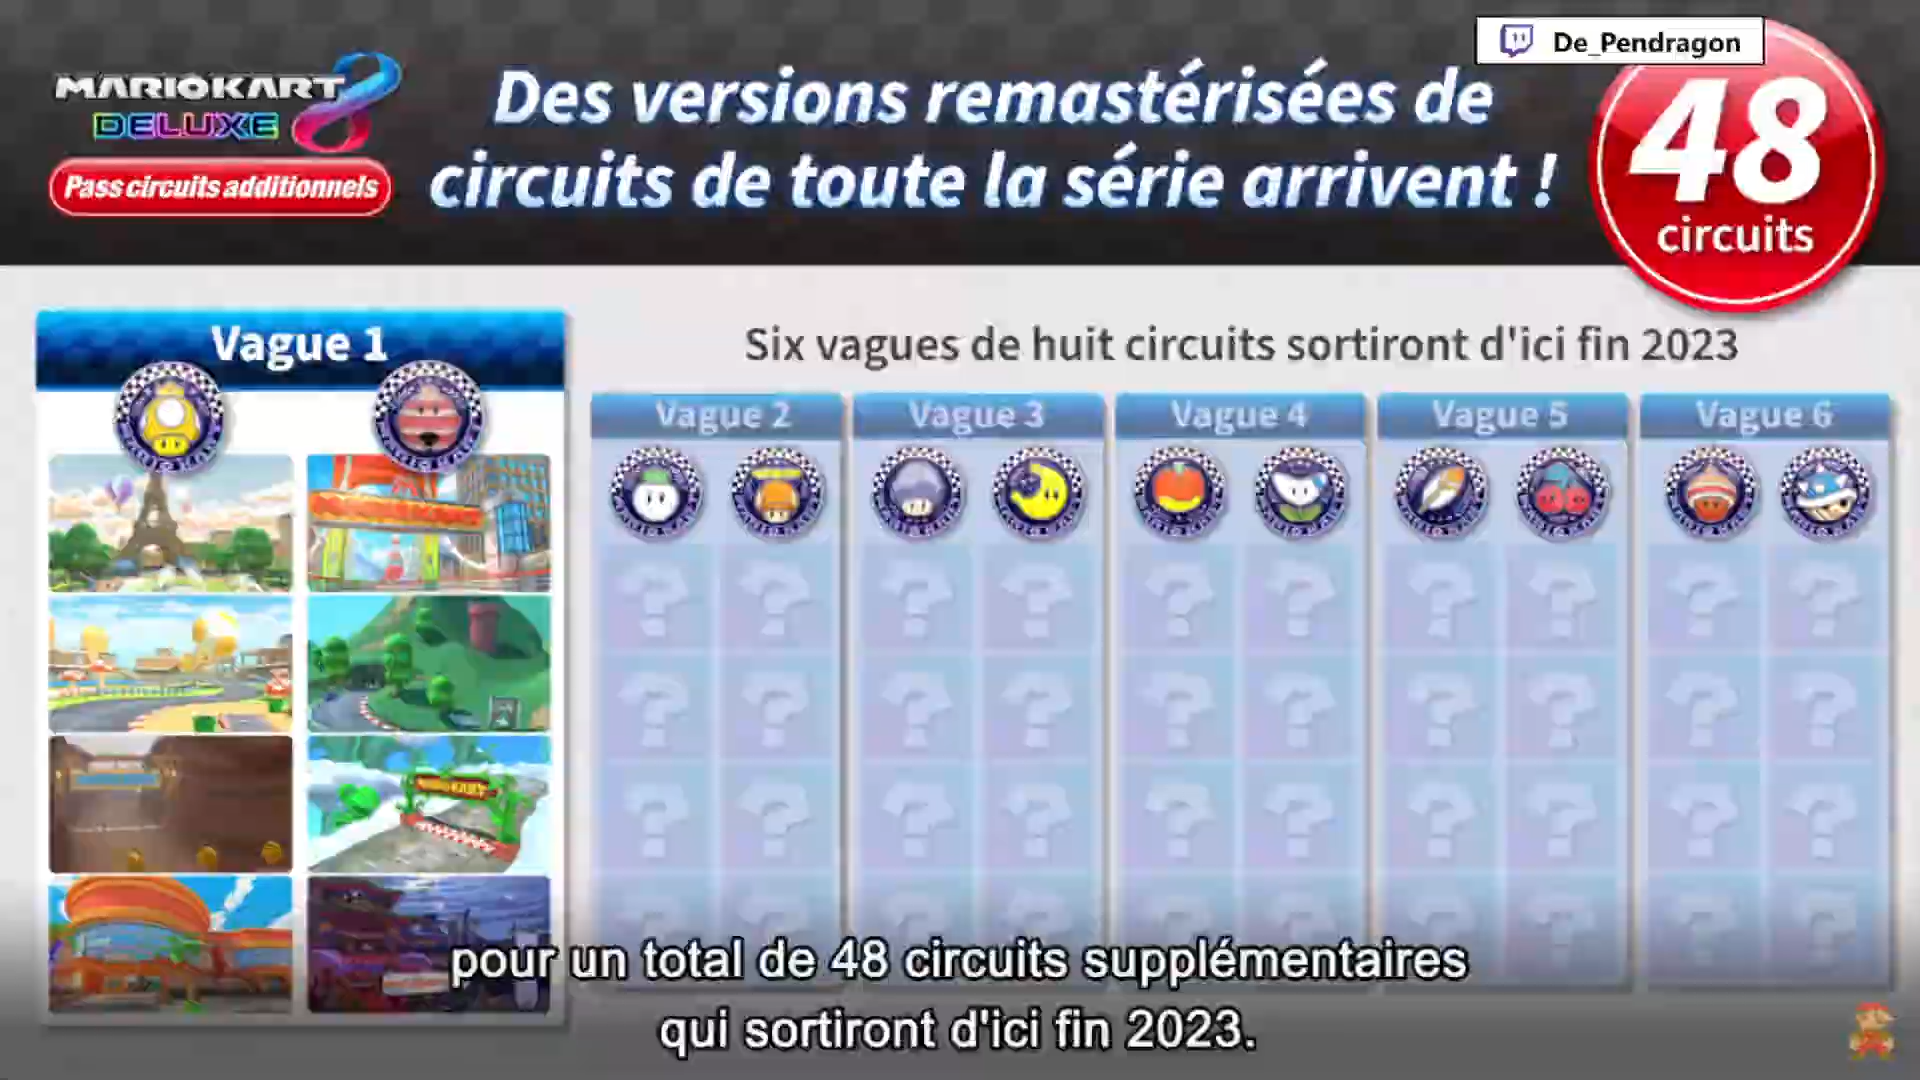 De_Pendragon
MARIOKART 8
DELUXE
Pass circuits additionnels
Des versions remastérisées de
circuits de toute la série arrivent !
48
circuits
Vague 1
Six vagues de huit circuits sortiront d'ici fin 2023
Vague 2
Vague 3
Vague 4
Vague 5
Vague 6
pour un total de 48 circuits supplémentaires
qui sortiront d'ici fin 2023.